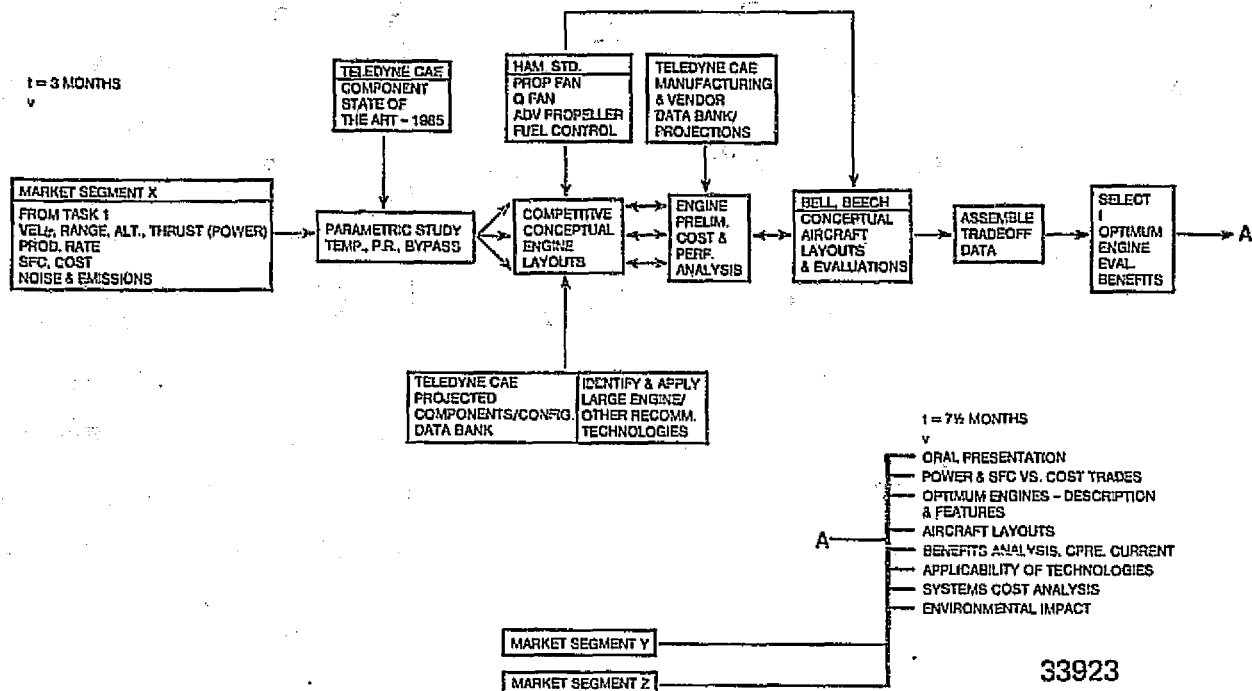 t = 3 MONTHS
v
TELEDYNE CAE
COMPONENT
STATE OF
THE ART – 1985
HAM. STD.
PROP FAN
Q FAN
ADV PROPELLER
FUEL CONTROL
TELEDYNE CAE
MANUFACTURING
& VENDOR
DATA BANK/
PROJECTIONS
MARKET SEGMENT X
FROM TASK 1
RANGE, ALT., THRUST (POWER)
PROD. RATE
SFC, COST
NOISE & EMISSIONS
PARAMETRIC STUDY
TEMP., P.R., BYPASS
COMPETITIVE
CONCEPTUAL
ENGINE
LAYOUTS
ENGINE
PRELIM.
COST &
PERF.
ANALYSIS
BELL, BEECH
CONCEPTUAL
AIRCRAFT
LAYOUTS
& EVALUATIONS
ASSEMBLE
TRADEOFF
DATA
SELECT
I
OPTIMUM
ENGINE
EVAL.
BENEFITS
A
TELEDYNE CAE
PROJECTED
COMPONENTS/CONFIG.
DATA BANK
IDENTIFY & APPLY
LARGE ENGINE/
OTHER RECOMM.
TECHNOLOGIES
t = 7½ MONTHS
v
ORAL PRESENTATION
POWER & SFC VS. COST TRADES
OPTIMUM ENGINES – DESCRIPTION
& FEATURES
AIRCRAFT LAYOUTS
A
BENEFITS ANALYSIS, CPRE. CURRENT
APPLICABILITY OF TECHNOLOGIES
SYSTEMS COST ANALYSIS
ENVIRONMENTAL IMPACT
MARKET SEGMENT Y
MARKET SEGMENT Z
33923